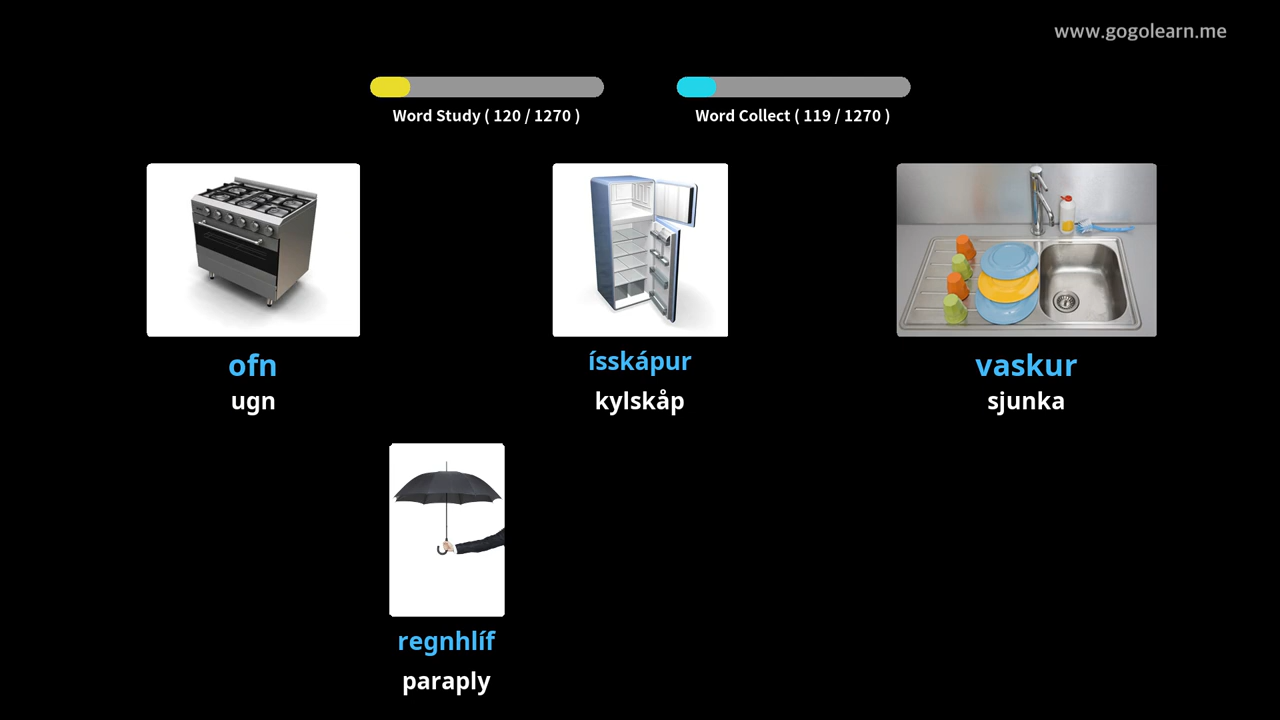 www.gogolearn.me
Word Study ( 120 / 1270 )
Word Collect ( 119 / 1270 )
ofn
ugn
ísskápur
kylskåp
vaskur
sjunka
regnhlíf
paraply